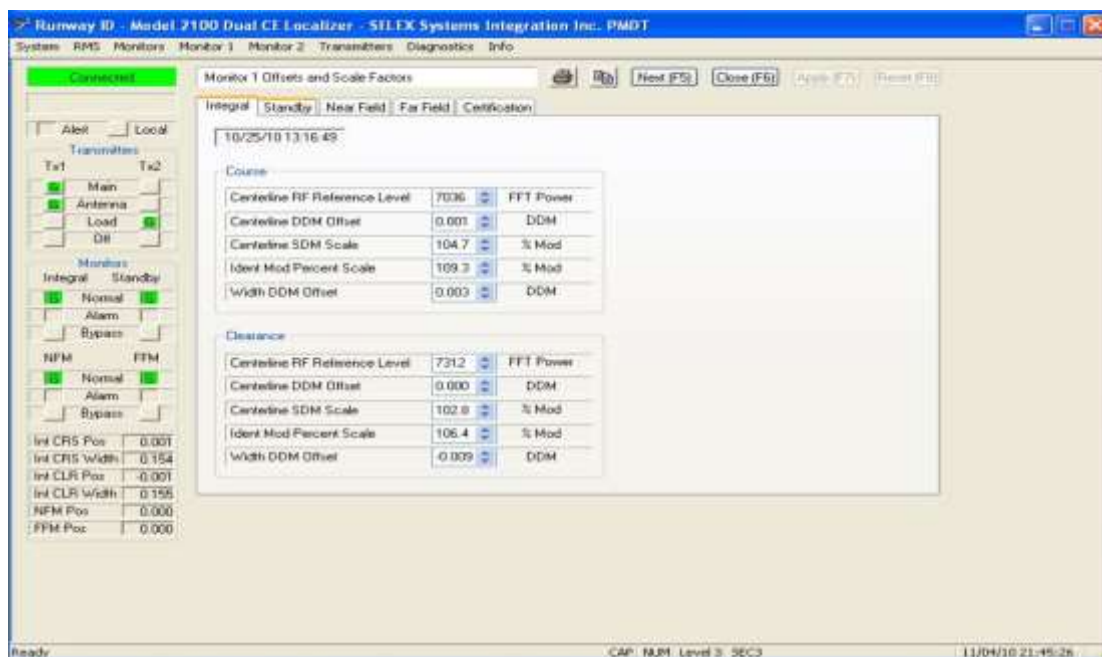 Runway ID - Model 2100 Dual CE Localizer - SELEX Systems Integration Inc. PMDT
System RMS Monitors Monitor 1 Monitor 2 Transmitters Diagnostics Info
Connected
Monitor 1 Offsets and Scale Factors
Next (F5)
Close (F6)
Apply (F7)
Reset (F8)
Integral Standby Near Field Far Field Certification
Alert Local
10/25/10 13:16:49
Transmitters
Tx1 Tx2
Main
Antenna
Load
Off
Monitors
Integral Standby
Normal
Alarm
Bypass
NFM FFM
Normal
Alarm
Bypass
Int CRS Pos 0.001
Int CRS Width 0.154
Int CLR Pos -0.001
Int CLR Width 0.155
NFM Pos 0.000
FFM Pos 0.000
Course
Centerline RF Reference Level 7036 FFT Power
Centerline DDM Offset 0.001 DDM
Centerline SDM Scale 104.7 % Mod
Ident Mod Percent Scale 109.3 % Mod
Width DDM Offset 0.003 DDM
Clearance
Centerline RF Reference Level 7312 FFT Power
Centerline DDM Offset 0.000 DDM
Centerline SDM Scale 102.8 % Mod
Ident Mod Percent Scale 106.4 % Mod
Width DDM Offset -0.009 DDM
Ready
CAP NUM Level 3 SEC3
11/04/10 21:45:26